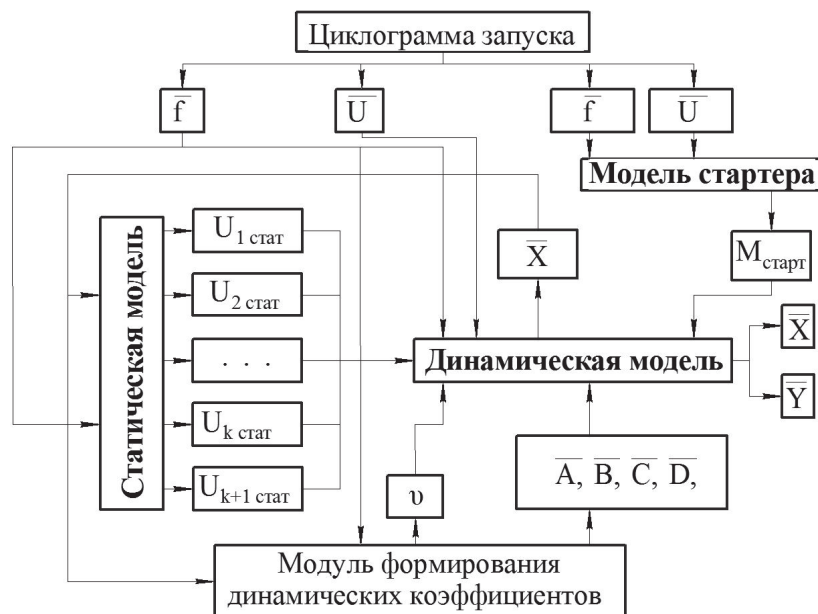 Циклограмма запуска
f̅
U̅
f̅
U̅
Модель стартера
Статическая модель
U₁ стат
U₂ стат
. . .
Uₖ стат
Uₖ₊₁ стат
X̅
Mстарт
Динамическая модель
X̅
Y̅
υ
A̅, B̅, C̅, D̅,
Модуль формирования
динамических коэффициентов